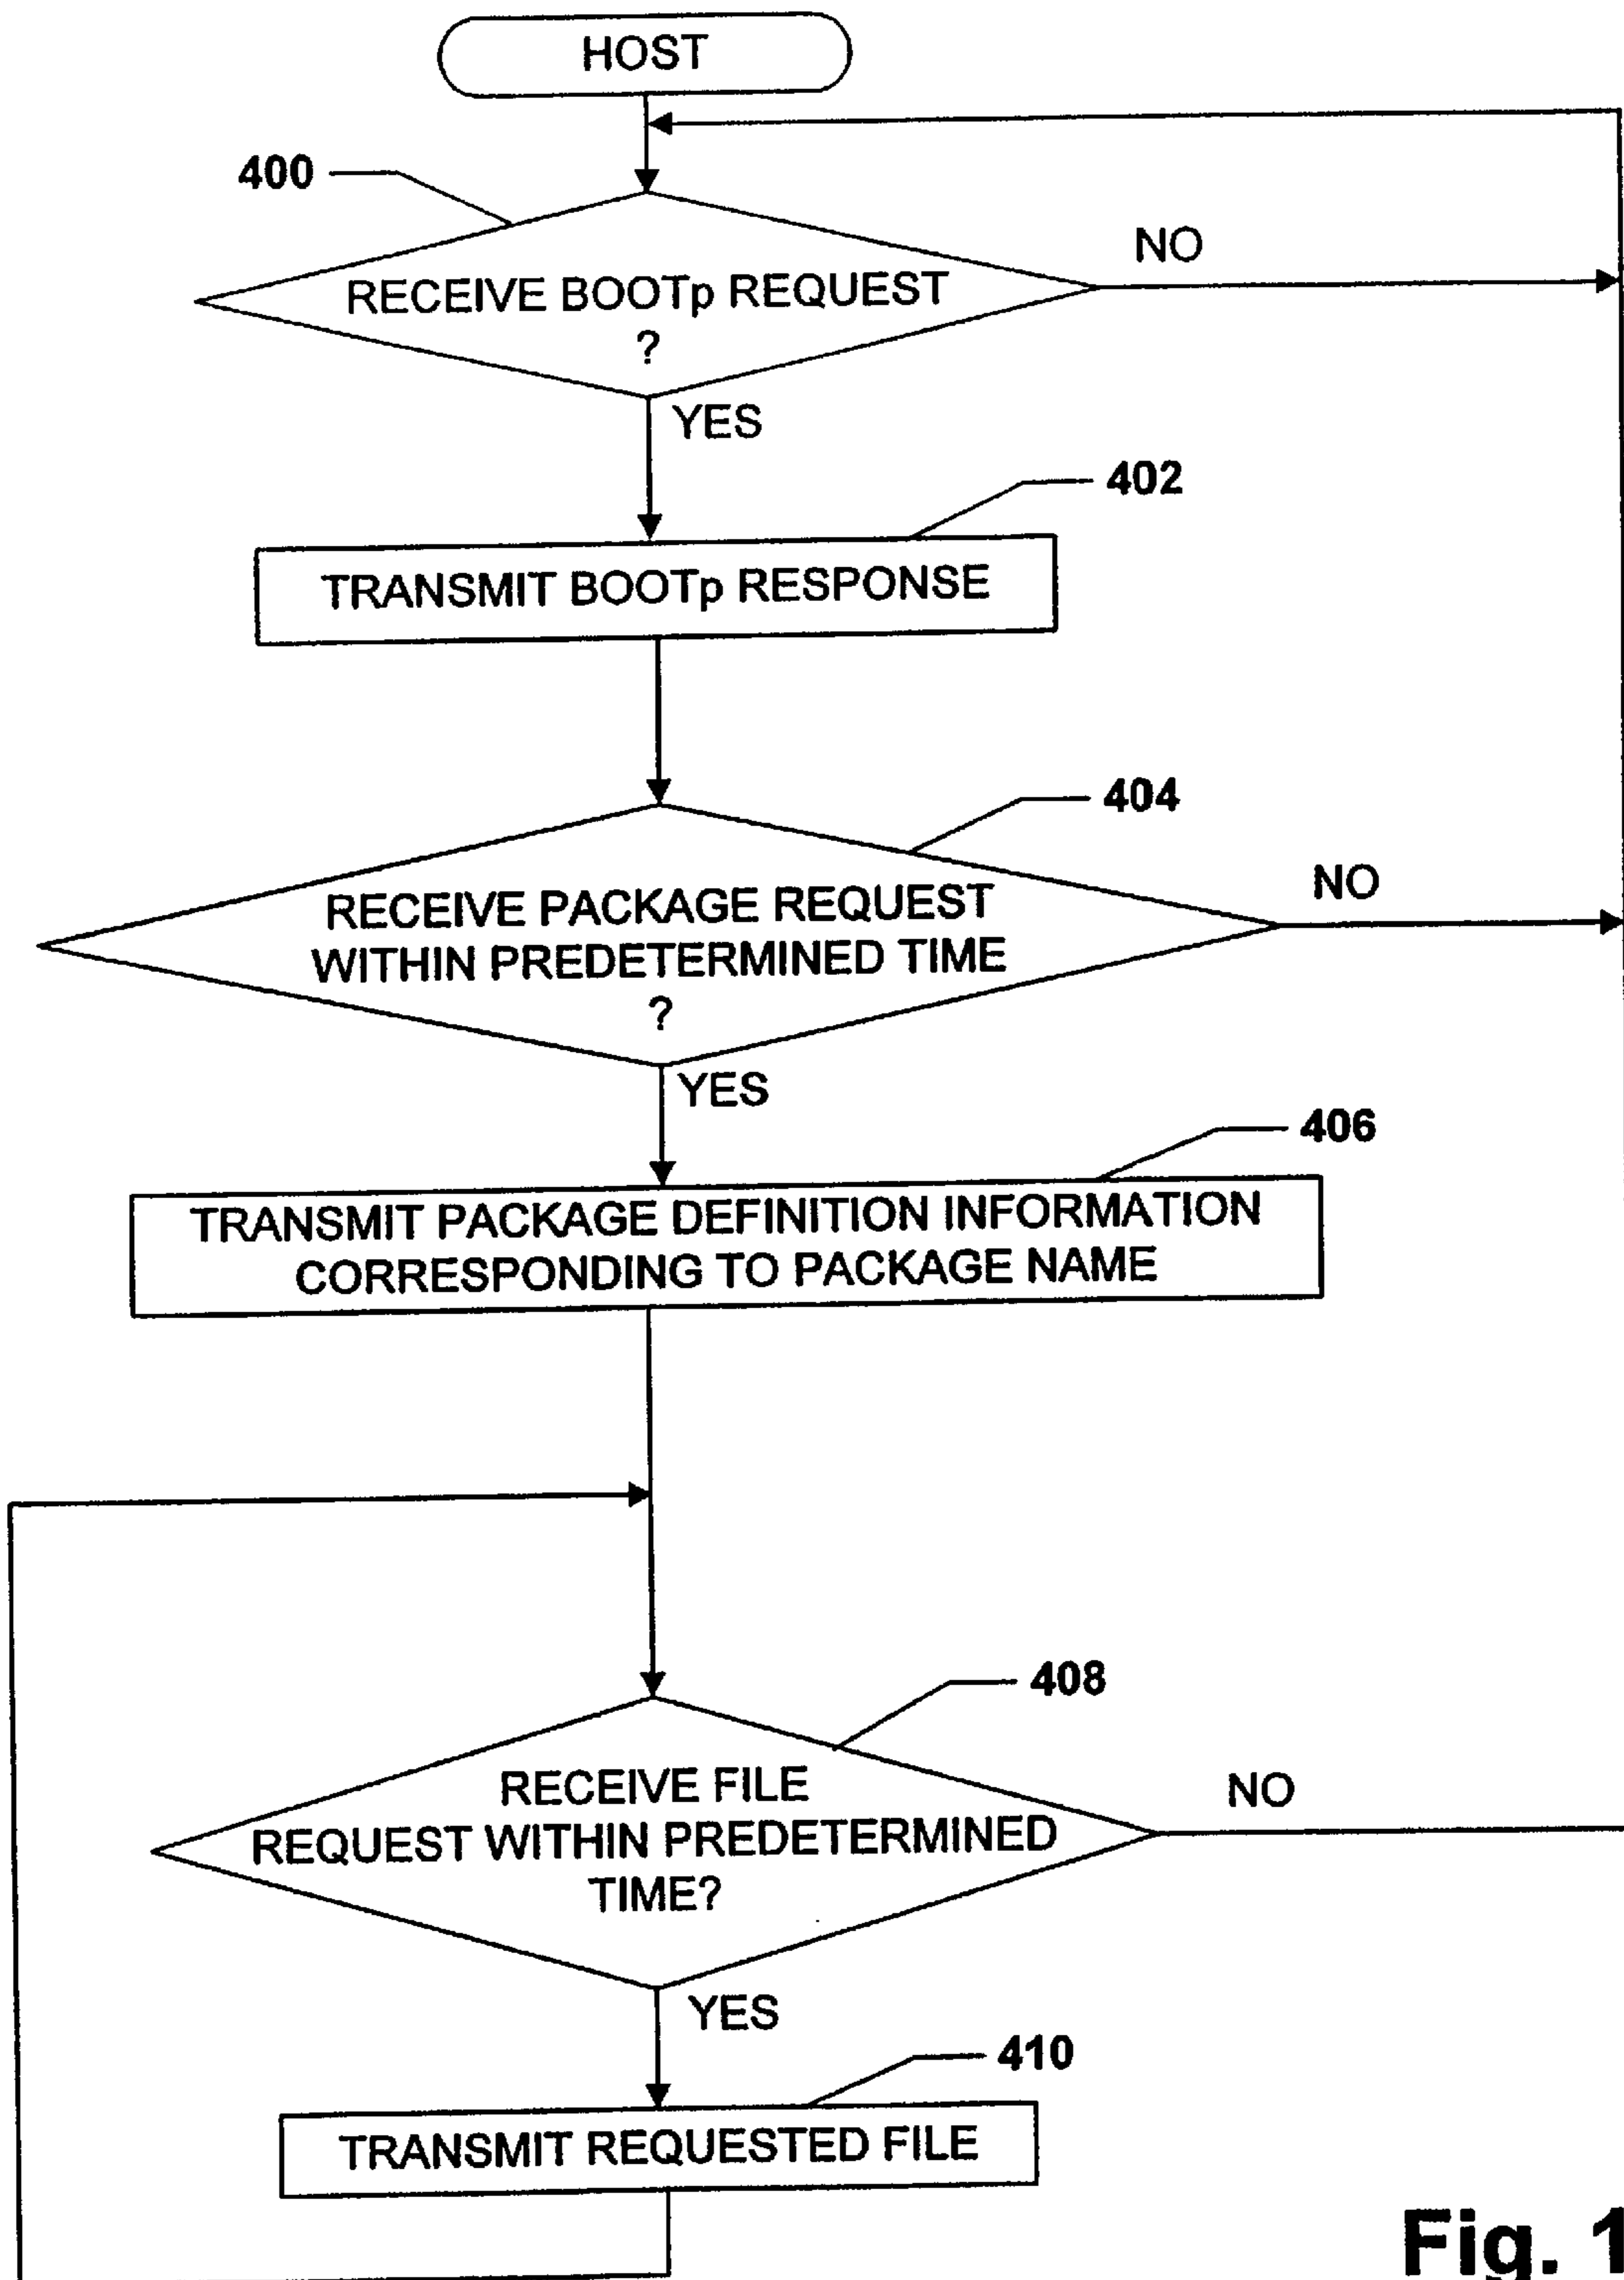 HOST
400
NO
RECEIVE BOOTp REQUEST
?
YES
402
TRANSMIT BOOTp RESPONSE
404
NO
RECEIVE PACKAGE REQUEST
WITHIN PREDETERMINED TIME
?
YES
406
TRANSMIT PACKAGE DEFINITION INFORMATION
CORRESPONDING TO PACKAGE NAME
408
NO
RECEIVE FILE
REQUEST WITHIN PREDETERMINED
TIME?
YES
410
TRANSMIT REQUESTED FILE
Fig. 1